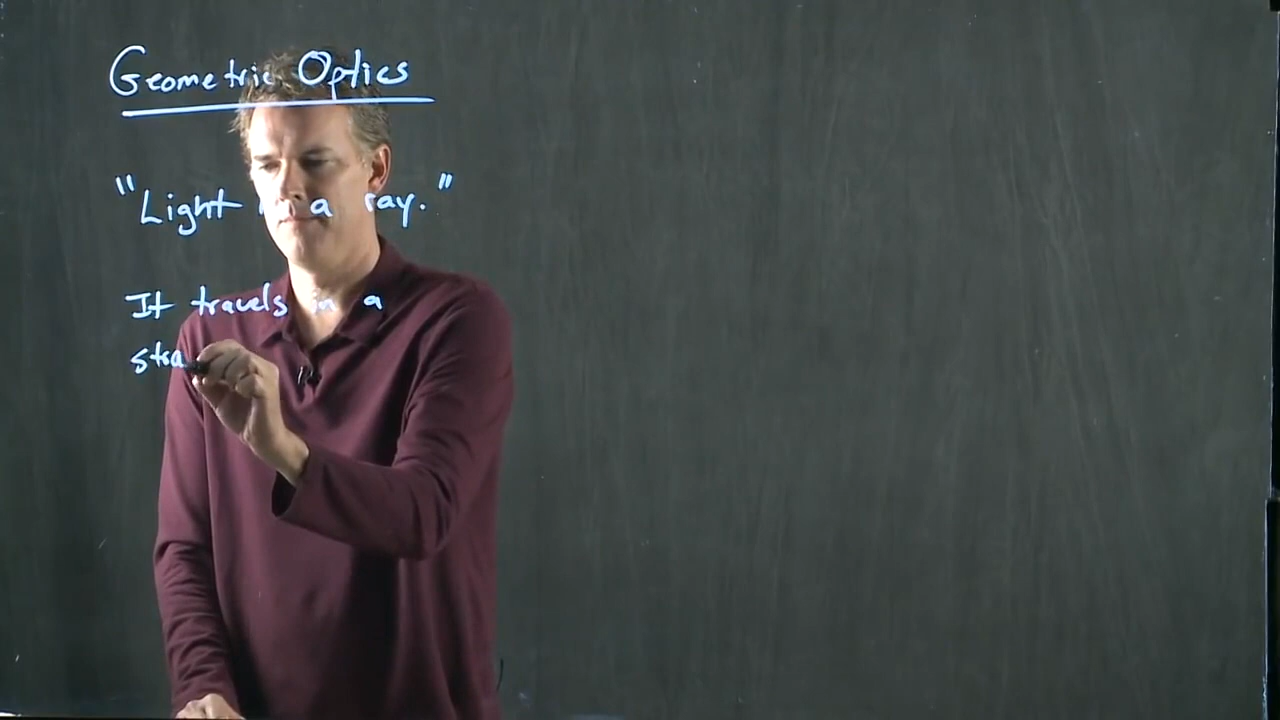 Geometric Optics
"Light a ray."
It travels in a
stra